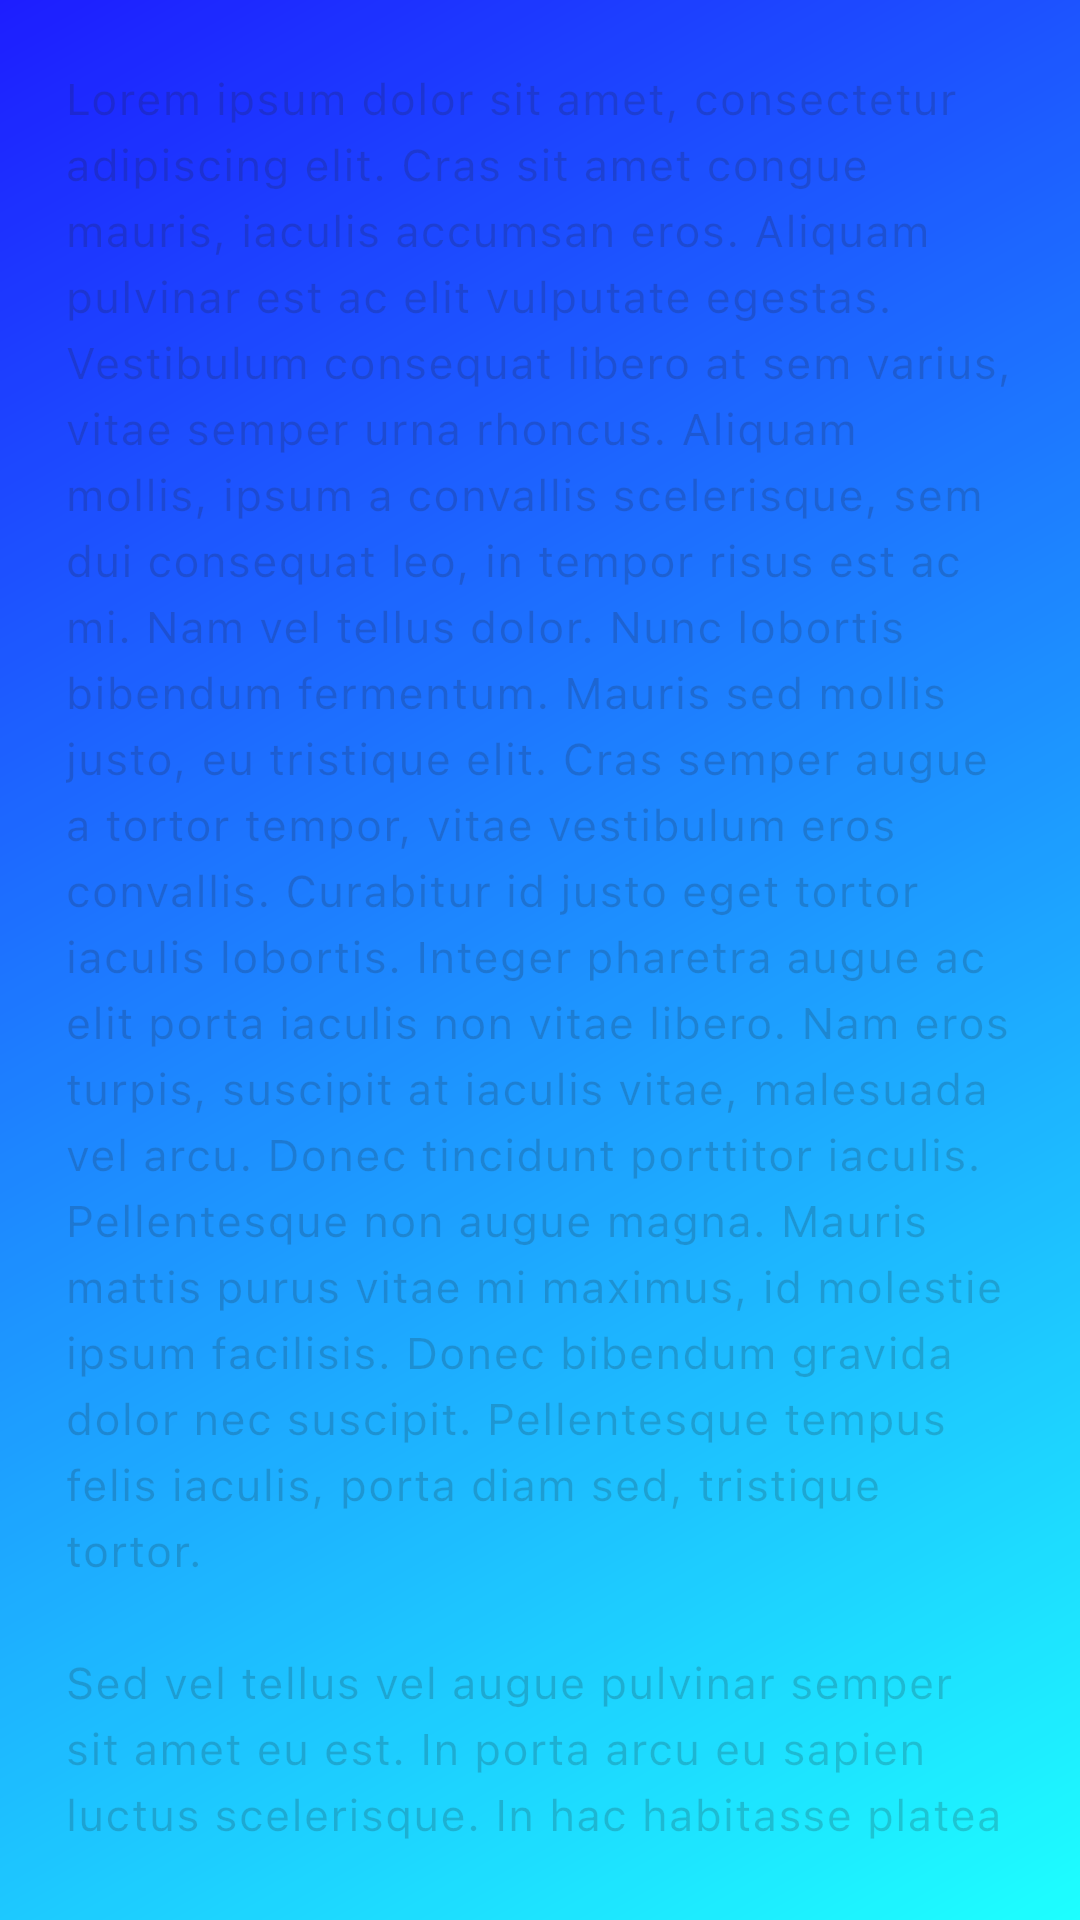 Lorem ipsum dolor sit amet, consectetur
adipiscing elit. Cras sit amet congue
mauris, iaculis accumsan eros. Aliquam
pulvinar est ac elit vulputate egestas.
Vestibulum consequat libero at sem varius,
vitae semper urna rhoncus. Aliquam
mollis, ipsum a convallis scelerisque, sem
dui consequat leo, in tempor risus est ac
mi. Nam vel tellus dolor. Nunc lobortis
bibendum fermentum. Mauris sed mollis
justo, eu tristique elit. Cras semper augue
a tortor tempor, vitae vestibulum eros
convallis. Curabitur id justo eget tortor
iaculis lobortis. Integer pharetra augue ac
elit porta iaculis non vitae libero. Nam eros
turpis, suscipit at iaculis vitae, malesuada
vel arcu. Donec tincidunt porttitor iaculis.
Pellentesque non augue magna. Mauris
mattis purus vitae mi maximus, id molestie
ipsum facilisis. Donec bibendum gravida
dolor nec suscipit. Pellentesque tempus
felis iaculis, porta diam sed, tristique
tortor.
Sed vel tellus vel augue pulvinar semper
sit amet eu est. In porta arcu eu sapien
luctus scelerisque. In hac habitasse platea